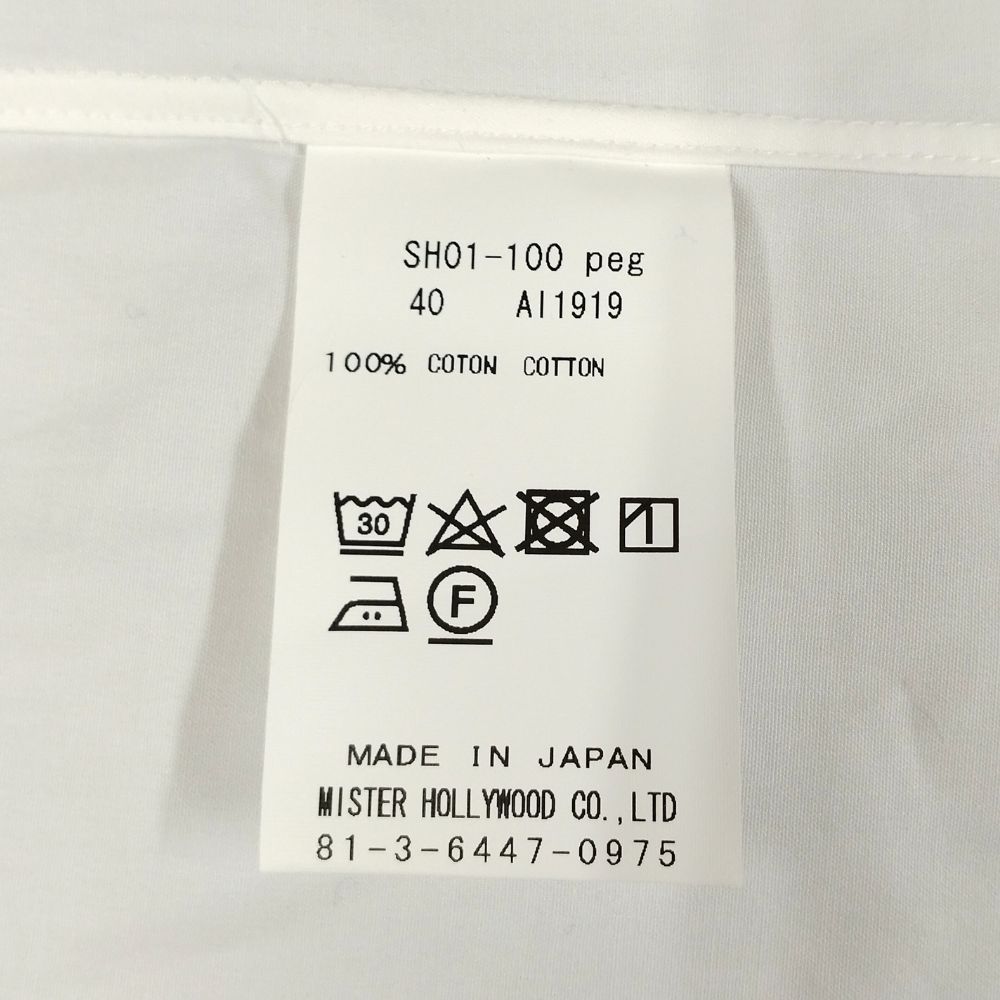 SH01-100 peg
40 AI1919
100% COTON COTTON
30
F
MADE IN JAPAN
MISTER HOLLYWOOD CO.,LTD
81-3-6447-0975